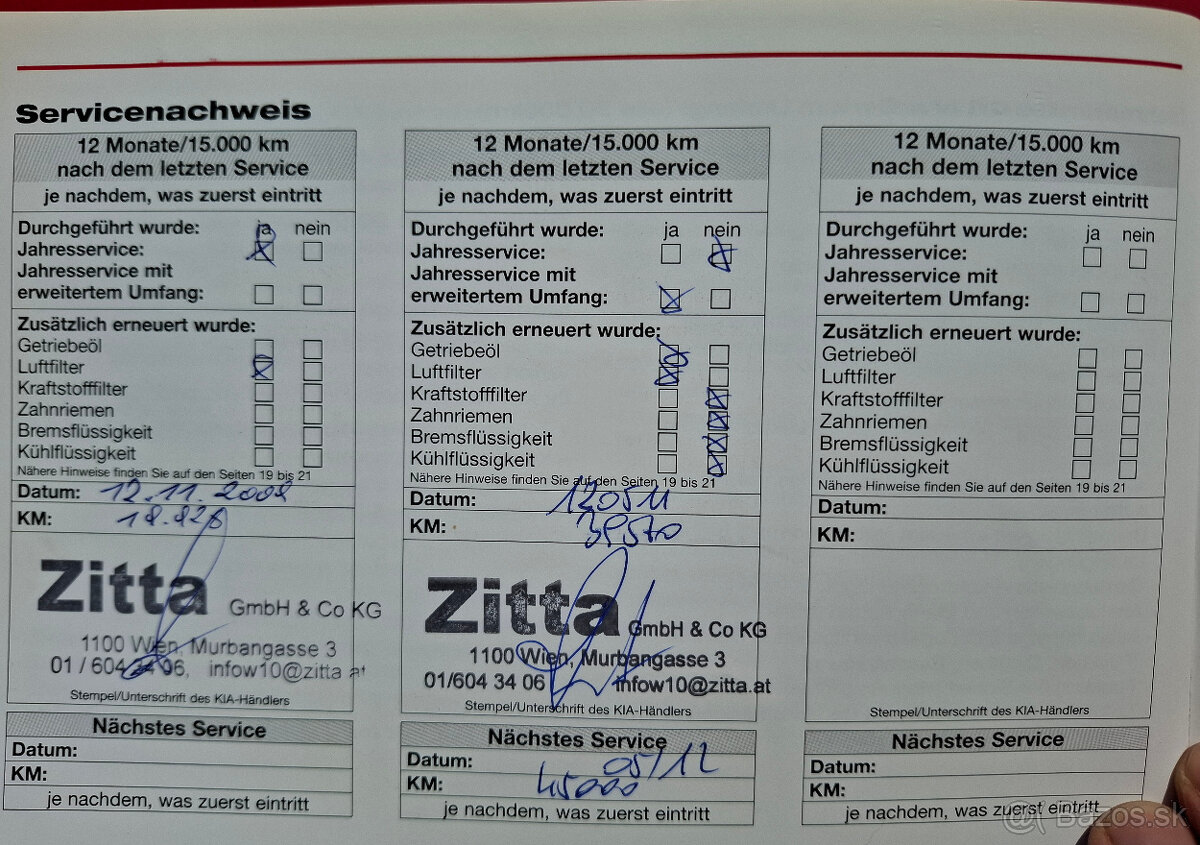 Servicenachweis
12 Monate/15.000 km
nach dem letzten Service
je nachdem, was zuerst eintritt
Durchgeführt wurde: ja nein
Jahresservice:
Jahresservice mit
erweitertem Umfang:
Zusätzlich erneuert wurde:
Getriebeöl
Luftfilter
Kraftstofffilter
Zahnriemen
Bremsflüssigkeit
Kühlflüssigkeit
Nähere Hinweise finden Sie auf den Seiten 19 bis 21
Datum: 12.11.2008
KM:
Zitta GmbH & Co KG
1100 Wien, Murbangasse 3
01/604 34 06, infow10@zitta at
Stempel/Unterschrift des KIA-Händlers
Nächstes Service
Datum:
KM:
je nachdem, was zuerst eintritt
12 Monate/15.000 km
nach dem letzten Service
je nachdem, was zuerst eintritt
Durchgeführt wurde: ja nein
Jahresservice:
Jahresservice mit
erweitertem Umfang:
Zusätzlich erneuert wurde:
Getriebeöl
Luftfilter
Kraftstofffilter
Zahnriemen
Bremsflüssigkeit
Kühlflüssigkeit
Nähere Hinweise finden Sie auf den Seiten 19 bis 21
Datum: 120511
KM: 39570
Zitta GmbH & Co KG
1100 Wien, Murbangasse 3
01/604 34 06 infow10@zitta.at
Stempel/Unterschrift des KIA-Händlers
Nächstes Service
Datum: 05/12
KM: 45000
je nachdem, was zuerst eintritt
12 Monate/15.000 km
nach dem letzten Service
je nachdem, was zuerst eintritt
Durchgeführt wurde: ja nein
Jahresservice:
Jahresservice mit
erweitertem Umfang:
Zusätzlich erneuert wurde:
Getriebeöl
Luftfilter
Kraftstofffilter
Zahnriemen
Bremsflüssigkeit
Kühlflüssigkeit
Nähere Hinweise finden Sie auf den Seiten 19 bis 21
Datum:
KM:
Stempel/Unterschrift des KIA-Händlers
Nächstes Service
Datum:
KM:
je nachdem, was zuerst eintritt
@ Bazos.sk